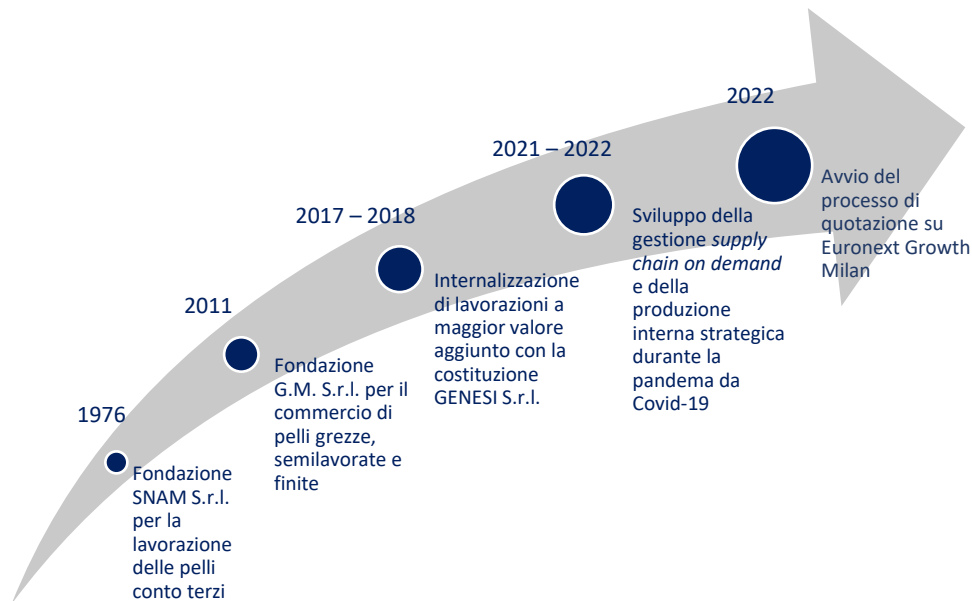 1976
Fondazione
SNAM S.r.l.
per la
lavorazione
delle pelli
conto terzi
2011
Fondazione
G.M. S.r.l. per il
commercio di
pelli grezze,
semilavorate e
finite
2017 – 2018
Internalizzazione
di lavorazioni a
maggior valore
aggiunto con la
costituzione
GENESI S.r.l.
2021 – 2022
Sviluppo della
gestione supply
chain on demand
e della
produzione
interna strategica
durante la
pandema da
Covid-19
2022
Avvio del
processo di
quotazione su
Euronext Growth
Milan